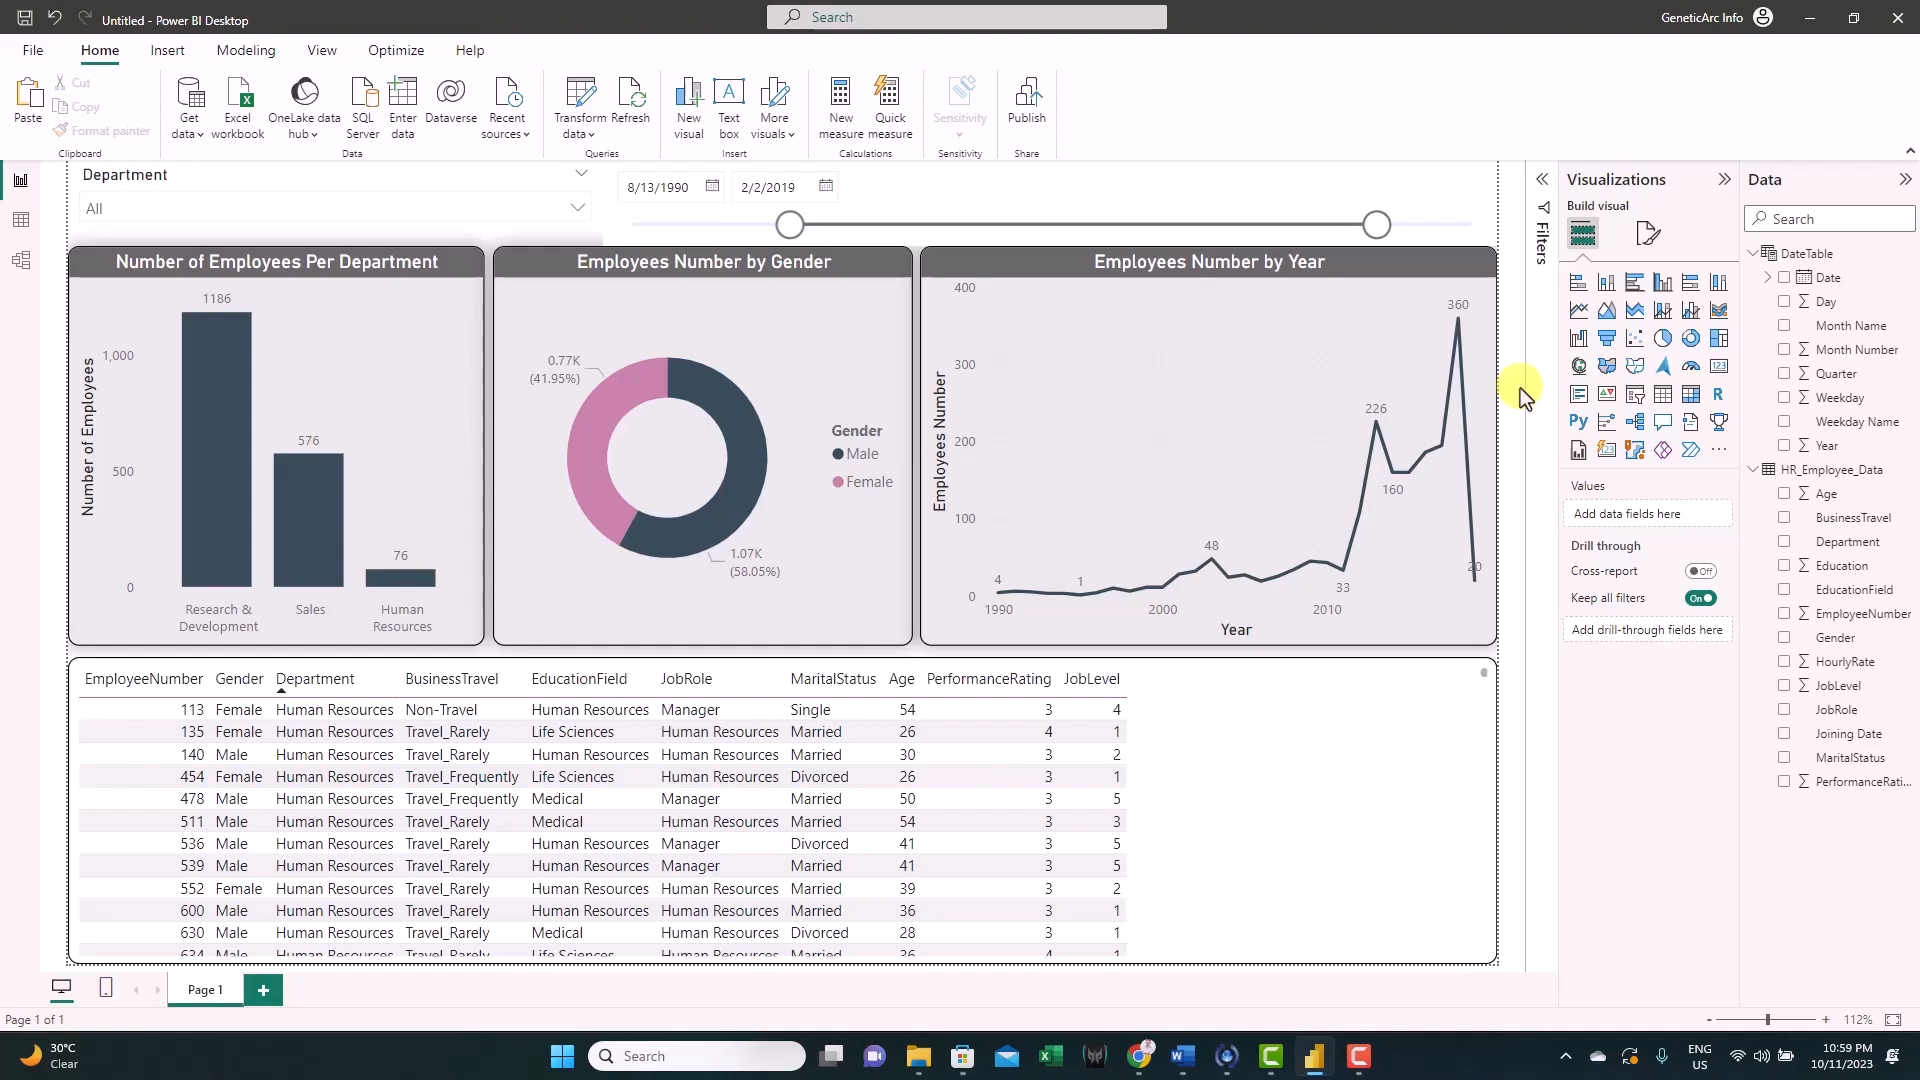 Untitled - Power BI Desktop
Search
GeneticArc Info
File Home Insert Modeling View Optimize Help
Paste
Cut
Copy
Format painter
Clipboard
Get data
Excel workbook
OneLake data hub
SQL Server
Enter data
Dataverse
Recent sources
Data
Transform data
Refresh
Queries
New visual
Text box
More visuals
Insert
New measure
Quick measure
Calculations
Sensitivity
Sensitivity
Publish
Share
Department
All
8/13/1990 2/2/2019
Number of Employees Per Department
1186
1,000
576
500
76
0
Number of Employees
Research & Development
Sales
Human Resources
Employees Number by Gender
0.77K
(41.95%)
1.07K
(58.05%)
Gender
Male
Female
Employees Number by Year
400
300
200
100
0
Employees Number
4
1
48
33
226
160
360
20
1990 2000 2010
Year
EmployeeNumber Gender Department BusinessTravel EducationField JobRole MaritalStatus Age PerformanceRating JobLevel
113 Female Human Resources Non-Travel Human Resources Manager Single 54 3 4
135 Female Human Resources Travel_Rarely Life Sciences Human Resources Married 26 4 1
140 Male Human Resources Travel_Rarely Human Resources Human Resources Married 30 3 2
454 Female Human Resources Travel_Frequently Life Sciences Human Resources Divorced 26 3 1
478 Male Human Resources Travel_Frequently Medical Manager Married 50 3 5
511 Male Human Resources Travel_Rarely Medical Human Resources Married 54 3 3
536 Male Human Resources Travel_Rarely Human Resources Manager Divorced 41 3 5
539 Male Human Resources Travel_Rarely Human Resources Manager Married 41 3 5
552 Female Human Resources Travel_Rarely Human Resources Human Resources Married 39 3 2
600 Male Human Resources Travel_Rarely Human Resources Human Resources Married 36 3 1
630 Male Human Resources Travel_Rarely Medical Human Resources Divorced 28 3 1
634 Male Human Resources Travel_Rarely Life Sciences Human Resources Married 36 4 1
Filters
Visualizations
Build visual
R
Py
123
Values
Add data fields here
Drill through
Cross-report
Off
Keep all filters
On
Add drill-through fields here
Data
Search
DateTable
Date
Day
Month Name
Month Number
Quarter
Weekday
Weekday Name
Year
HR_Employee_Data
Age
BusinessTravel
Department
Education
EducationField
EmployeeNumber
Gender
HourlyRate
JobLevel
JobRole
Joining Date
MaritalStatus
PerformanceRati...
Page 1
Page 1 of 1
112%
30°C
Clear
Search
ENG
US
10:59 PM
10/11/2023